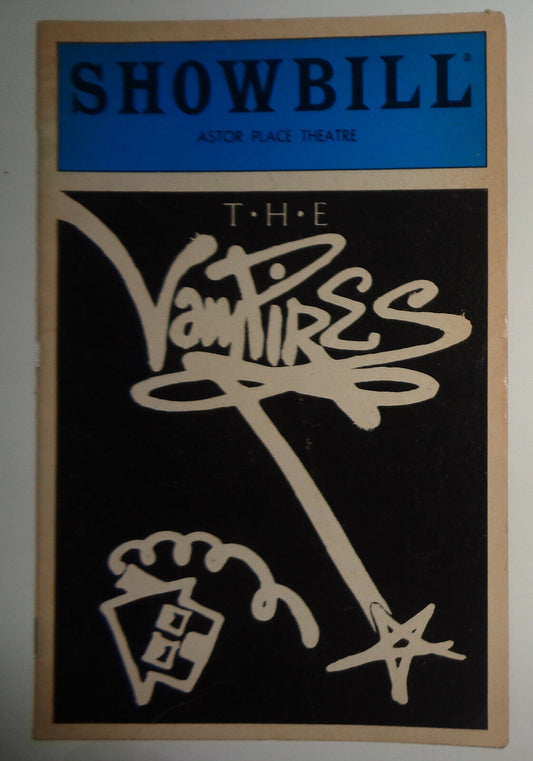 SHOWBILL®
ASTOR PLACE THEATRE
T•H•E
VamPIRES